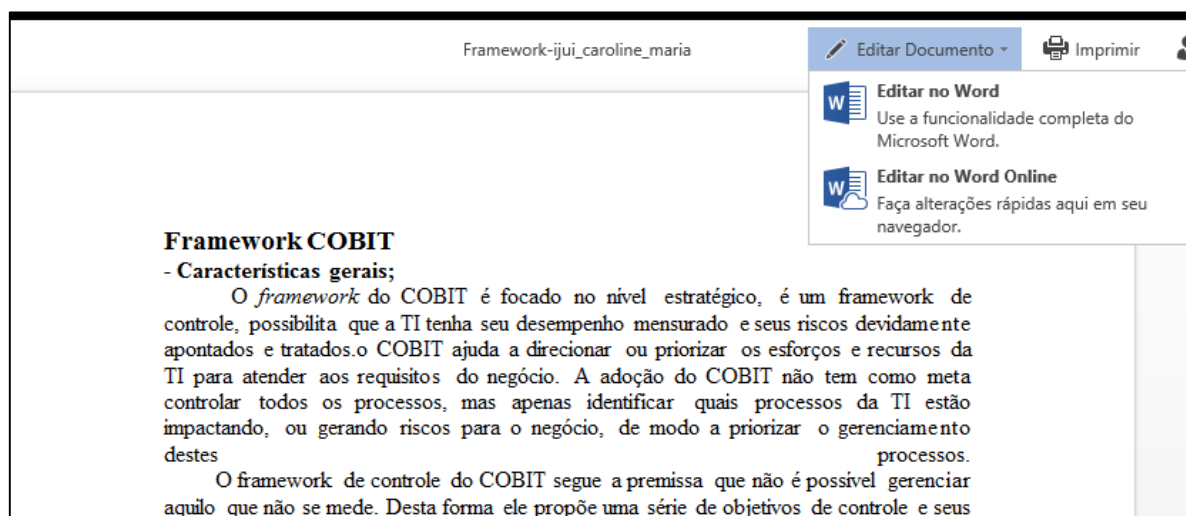 Framework-ijui_caroline_maria
Editar Documento
Imprimir
Editar no Word
Use a funcionalidade completa do
Microsoft Word.
Editar no Word Online
Faça alterações rápidas aqui em seu
navegador.
Framework COBIT
- Características gerais;
O framework do COBIT é focado no nível estratégico, é um framework de
controle, possibilita que a TI tenha seu desempenho mensurado e seus riscos devidamente
apontados e tratados.o COBIT ajuda a direcionar ou priorizar os esforços e recursos da
TI para atender aos requisitos do negócio. A adoção do COBIT não tem como meta
controlar todos os processos, mas apenas identificar quais processos da TI estão
impactando, ou gerando riscos para o negócio, de modo a priorizar o gerenciamento
destes processos.
O framework de controle do COBIT segue a premissa que não é possível gerenciar
aquilo que não se mede. Desta forma ele propõe uma série de objetivos de controle e seus